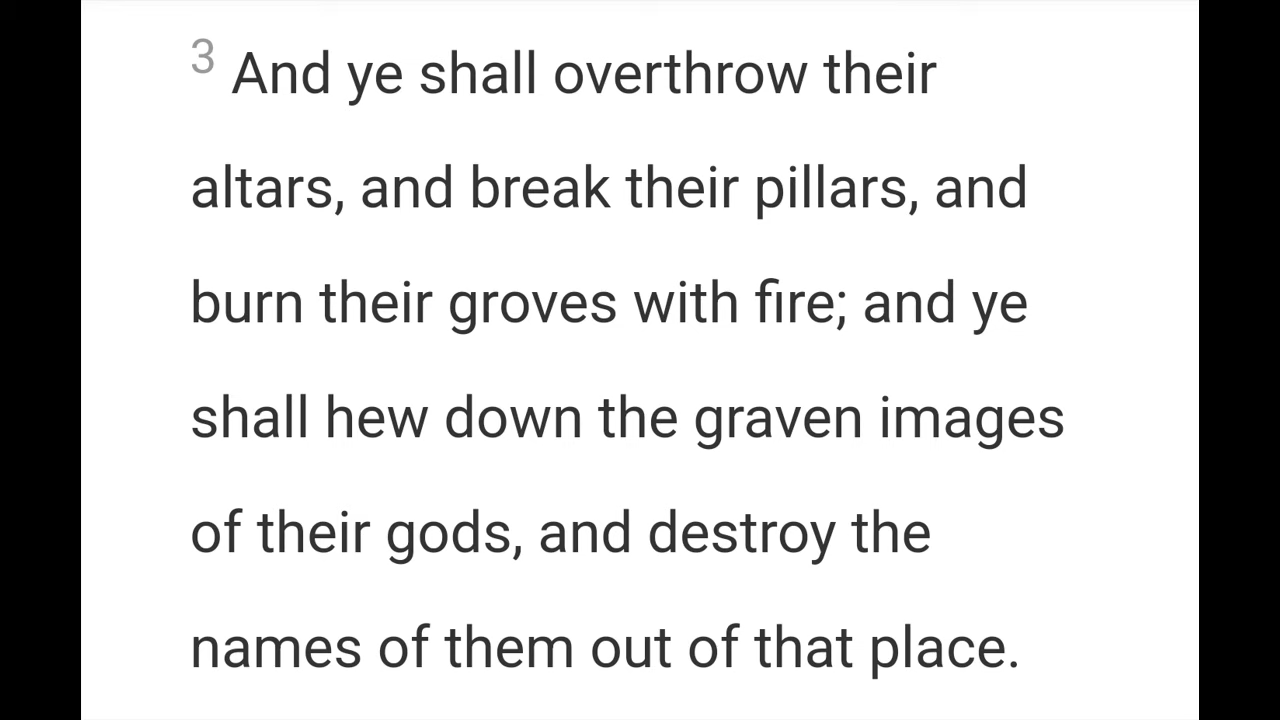 3 And ye shall overthrow their
altars, and break their pillars, and
burn their groves with fire; and ye
shall hew down the graven images
of their gods, and destroy the
names of them out of that place.